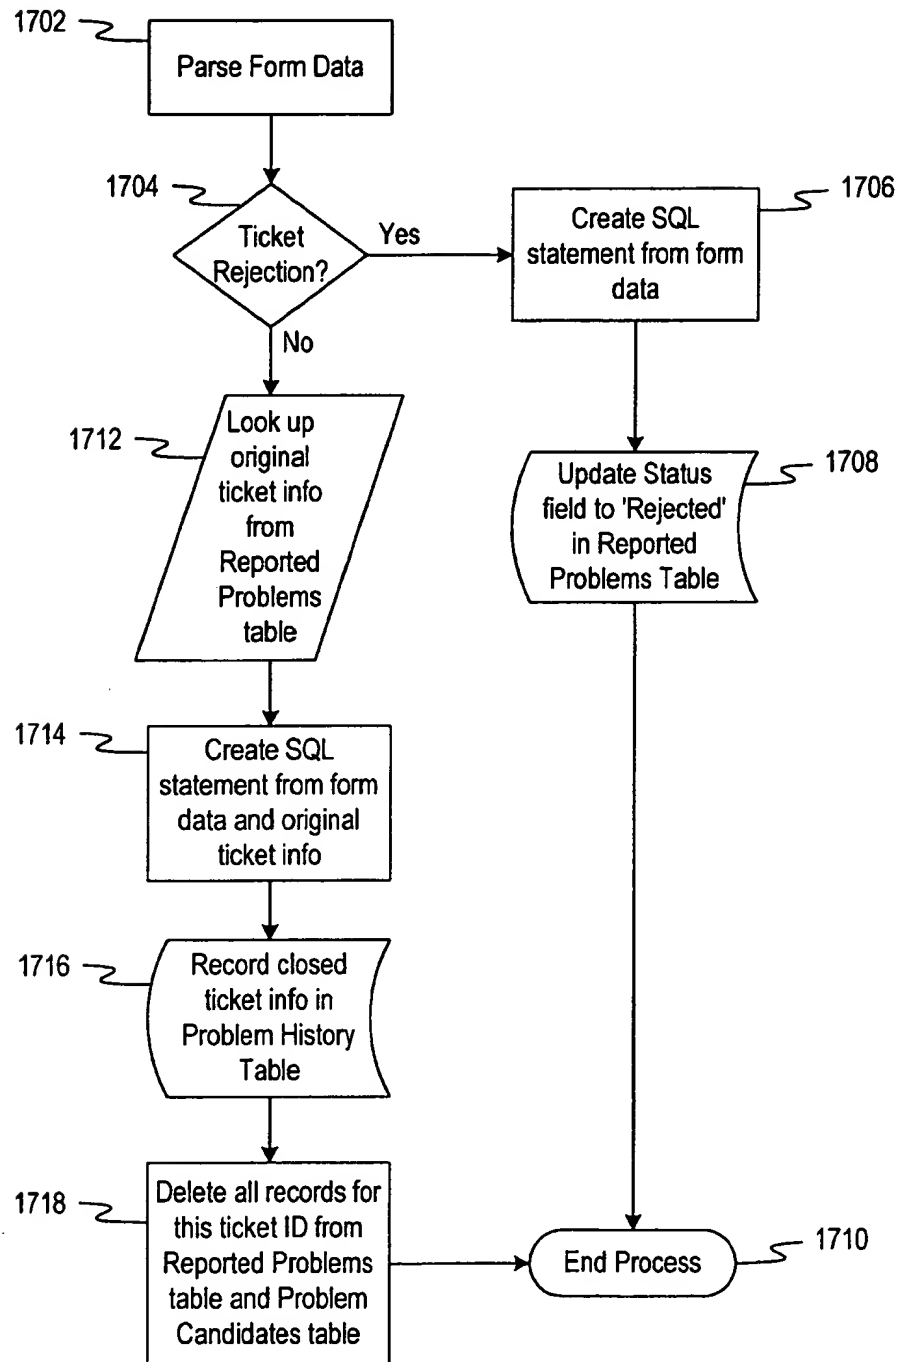 1702
Parse Form Data
1704
Ticket
Rejection?
Yes
No
1706
Create SQL
statement from form
data
1708
Update Status
field to 'Rejected'
in Reported
Problems Table
1712
Look up
original
ticket info
from
Reported
Problems
table
1714
Create SQL
statement from form
data and original
ticket info
1716
Record closed
ticket info in
Problem History
Table
1718
Delete all records for
this ticket ID from
Reported Problems
table and Problem
Candidates table
1710
End Process